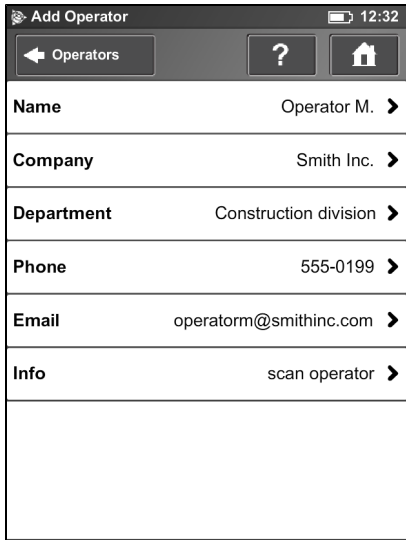 Add Operator 12:32
Operators ?
Name Operator M.
Company Smith Inc.
Department Construction division
Phone 555-0199
Email operatorm@smithinc.com
Info scan operator